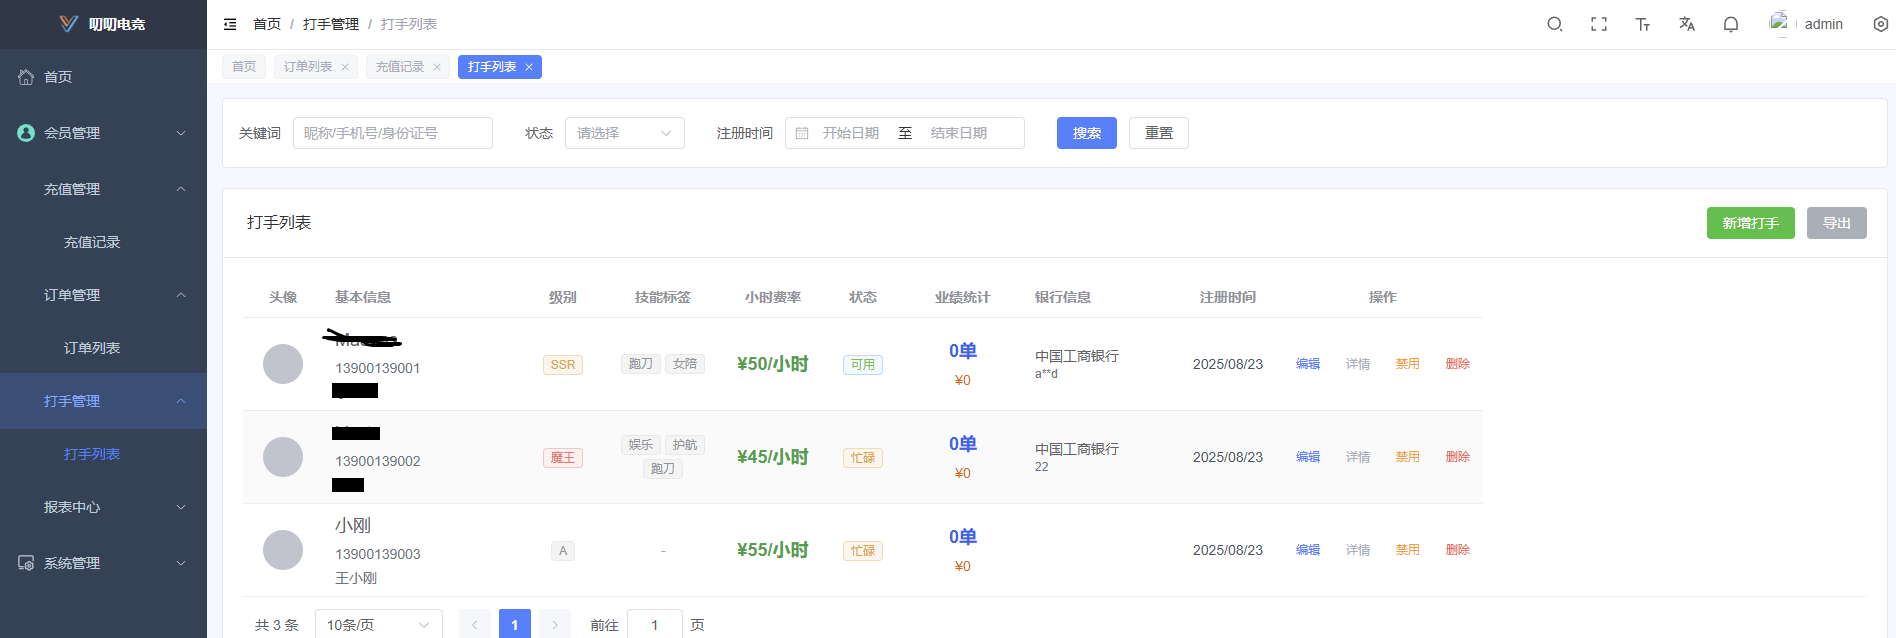 叨叨电竞
首页 / 打手管理 / 打手列表
admin
首页
订单列表 ×
充值记录 ×
打手列表 ×
首页
会员管理
充值管理
充值记录
订单管理
订单列表
打手管理
打手列表
报表中心
系统管理
关键词 昵称/手机号/身份证号 状态 请选择 注册时间 开始日期 至 结束日期 搜索 重置
打手列表 新增打手 导出
头像 基本信息 级别 技能标签 小时费率 状态 业绩统计 银行信息 注册时间 操作
13900139001
SSR
跑刀 女陪
¥50/小时
可用
0单
¥0
中国工商银行
a**d
2025/08/23
编辑 详情 禁用 删除
13900139002
魔王
娱乐 护航
跑刀
¥45/小时
忙碌
0单
¥0
中国工商银行
22
2025/08/23
编辑 详情 禁用 删除
小刚
13900139003
王小刚
A
-
¥55/小时
忙碌
0单
¥0
2025/08/23
编辑 详情 禁用 删除
共 3 条 10条/页 1 前往 1 页